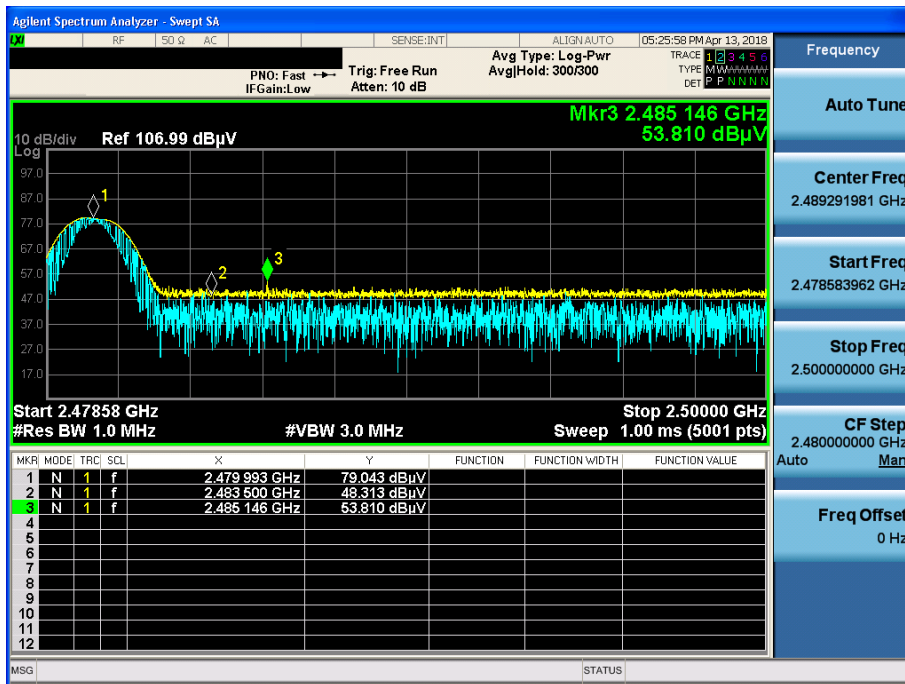 Agilent Spectrum Analyzer - Swept SA
LXI RF 50 Ω AC SENSE:INT ALIGN AUTO 05:25:58 PM Apr 13, 2018
PNO: Fast Trig: Free Run Avg Type: Log-Pwr TRACE 1 2 3 4 5 6
IFGain:Low Atten: 10 dB Avg|Hold: 300/300 TYPE M W
DET P P N N N N
Mkr3 2.485 146 GHz
53.810 dBµV
10 dB/div Ref 106.99 dBµV
Log
97.0
87.0
77.0
67.0
57.0
47.0
37.0
27.0
17.0
1
2
3
Start 2.47858 GHz Stop 2.50000 GHz
#Res BW 1.0 MHz #VBW 3.0 MHz Sweep 1.00 ms (5001 pts)
MKR MODE TRC SCL X Y FUNCTION FUNCTION WIDTH FUNCTION VALUE
1 N 1 f 2.479 993 GHz 79.043 dBµV
2 N 1 f 2.483 500 GHz 48.313 dBµV
3 N 1 f 2.485 146 GHz 53.810 dBµV
4
5
6
7
8
9
10
11
12
MSG STATUS
Frequency
Auto Tune
Center Freq
2.489291981 GHz
Start Freq
2.478583962 GHz
Stop Freq
2.500000000 GHz
CF Step
2.480000000 GHz
Auto Man
Freq Offset
0 Hz